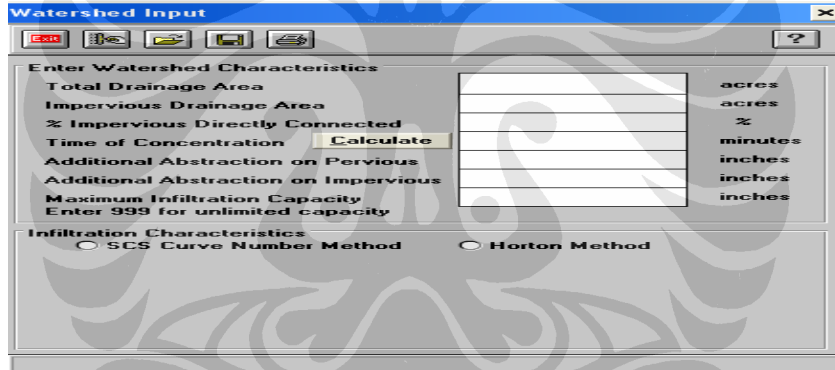 Watershed Input
Exit
?
Enter Watershed Characteristics
Total Drainage Area acres
Impervious Drainage Area acres
% Impervious Directly Connected %
Time of Concentration Calculate minutes
Additional Abstraction on Pervious inches
Additional Abstraction on Impervious inches
Maximum Infiltration Capacity inches
Enter 999 for unlimited capacity
Infiltration Characteristics
SCS Curve Number Method Horton Method